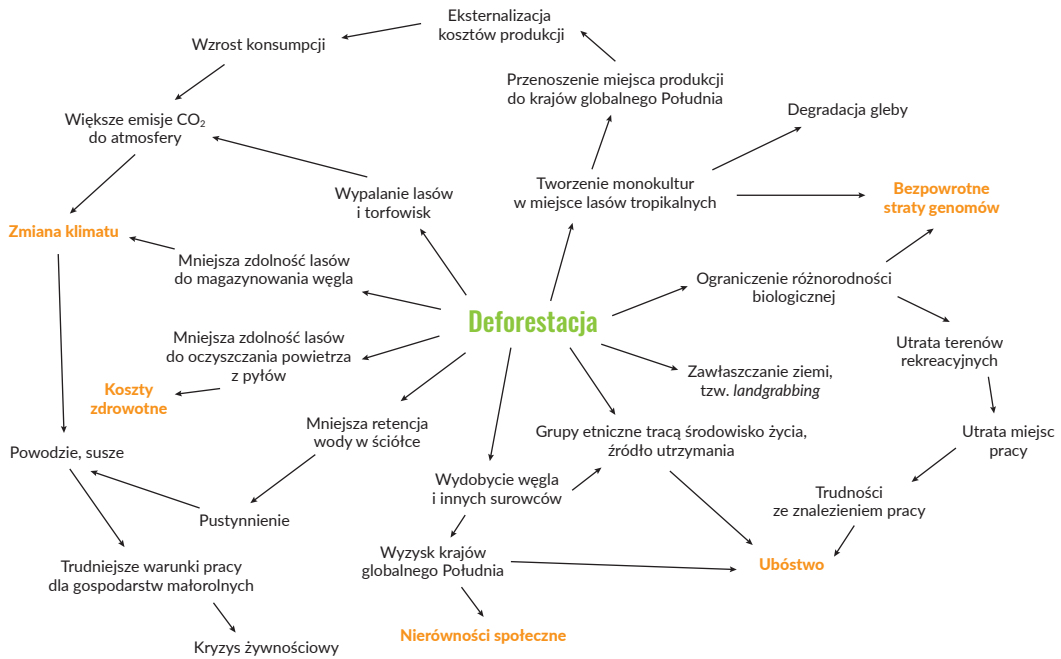 Eksternalizacja
kosztów produkcji
Wzrost konsumpcji
Przenoszenie miejsca produkcji
do krajów globalnego Południa
Degradacja gleby
Większe emisje CO₂
do atmosfery
Wypalanie lasów
i torfowisk
Tworzenie monokultur
w miejsce lasów tropikalnych
Bezpowrotne
straty genomów
Zmiana klimatu
Mniejsza zdolność lasów
do magazynowania węgla
Ograniczenie różnorodności
biologicznej
Deforestacja
Mniejsza zdolność lasów
do oczyszczania powietrza
z pyłów
Utrata terenów
rekreacyjnych
Zawłaszczanie ziemi,
tzw. landgrabbing
Koszty
zdrowotne
Mniejsza retencja
wody w ściółce
Grupy etniczne tracą środowisko życia,
źródło utrzymania
Utrata miejsc
pracy
Powodzie, susze
Wydobycie węgla
i innych surowców
Trudności
ze znalezieniem pracy
Pustynnienie
Wyzysk krajów
globalnego Południa
Ubóstwo
Trudniejsze warunki pracy
dla gospodarstw małorolnych
Nierówności społeczne
Kryzys żywnościowy